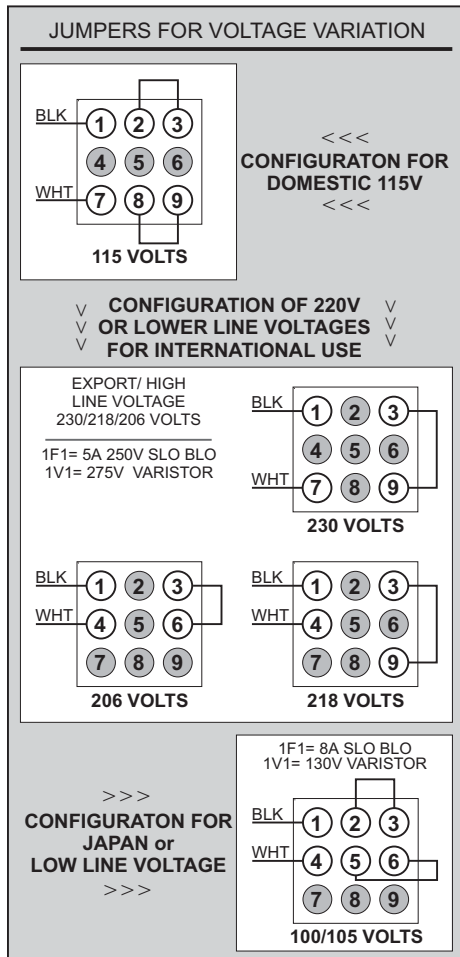 JUMPERS FOR VOLTAGE VARIATION
BLK 1 2 3
4 5 6
WHT 7 8 9
115 VOLTS
<<<
CONFIGURATON FOR
DOMESTIC 115V
<<<
V CONFIGURATION OF 220V V
V OR LOWER LINE VOLTAGES V
V FOR INTERNATIONAL USE V
EXPORT/ HIGH
LINE VOLTAGE
230/218/206 VOLTS
1F1= 5A 250V SLO BLO
1V1= 275V VARISTOR
BLK 1 2 3
4 5 6
WHT 7 8 9
230 VOLTS
BLK 1 2 3
WHT 4 5 6
7 8 9
206 VOLTS
BLK 1 2 3
WHT 4 5 6
7 8 9
218 VOLTS
>>>
CONFIGURATON FOR
JAPAN or
LOW LINE VOLTAGE
>>>
1F1= 8A SLO BLO
1V1= 130V VARISTOR
BLK 1 2 3
WHT 4 5 6
7 8 9
100/105 VOLTS